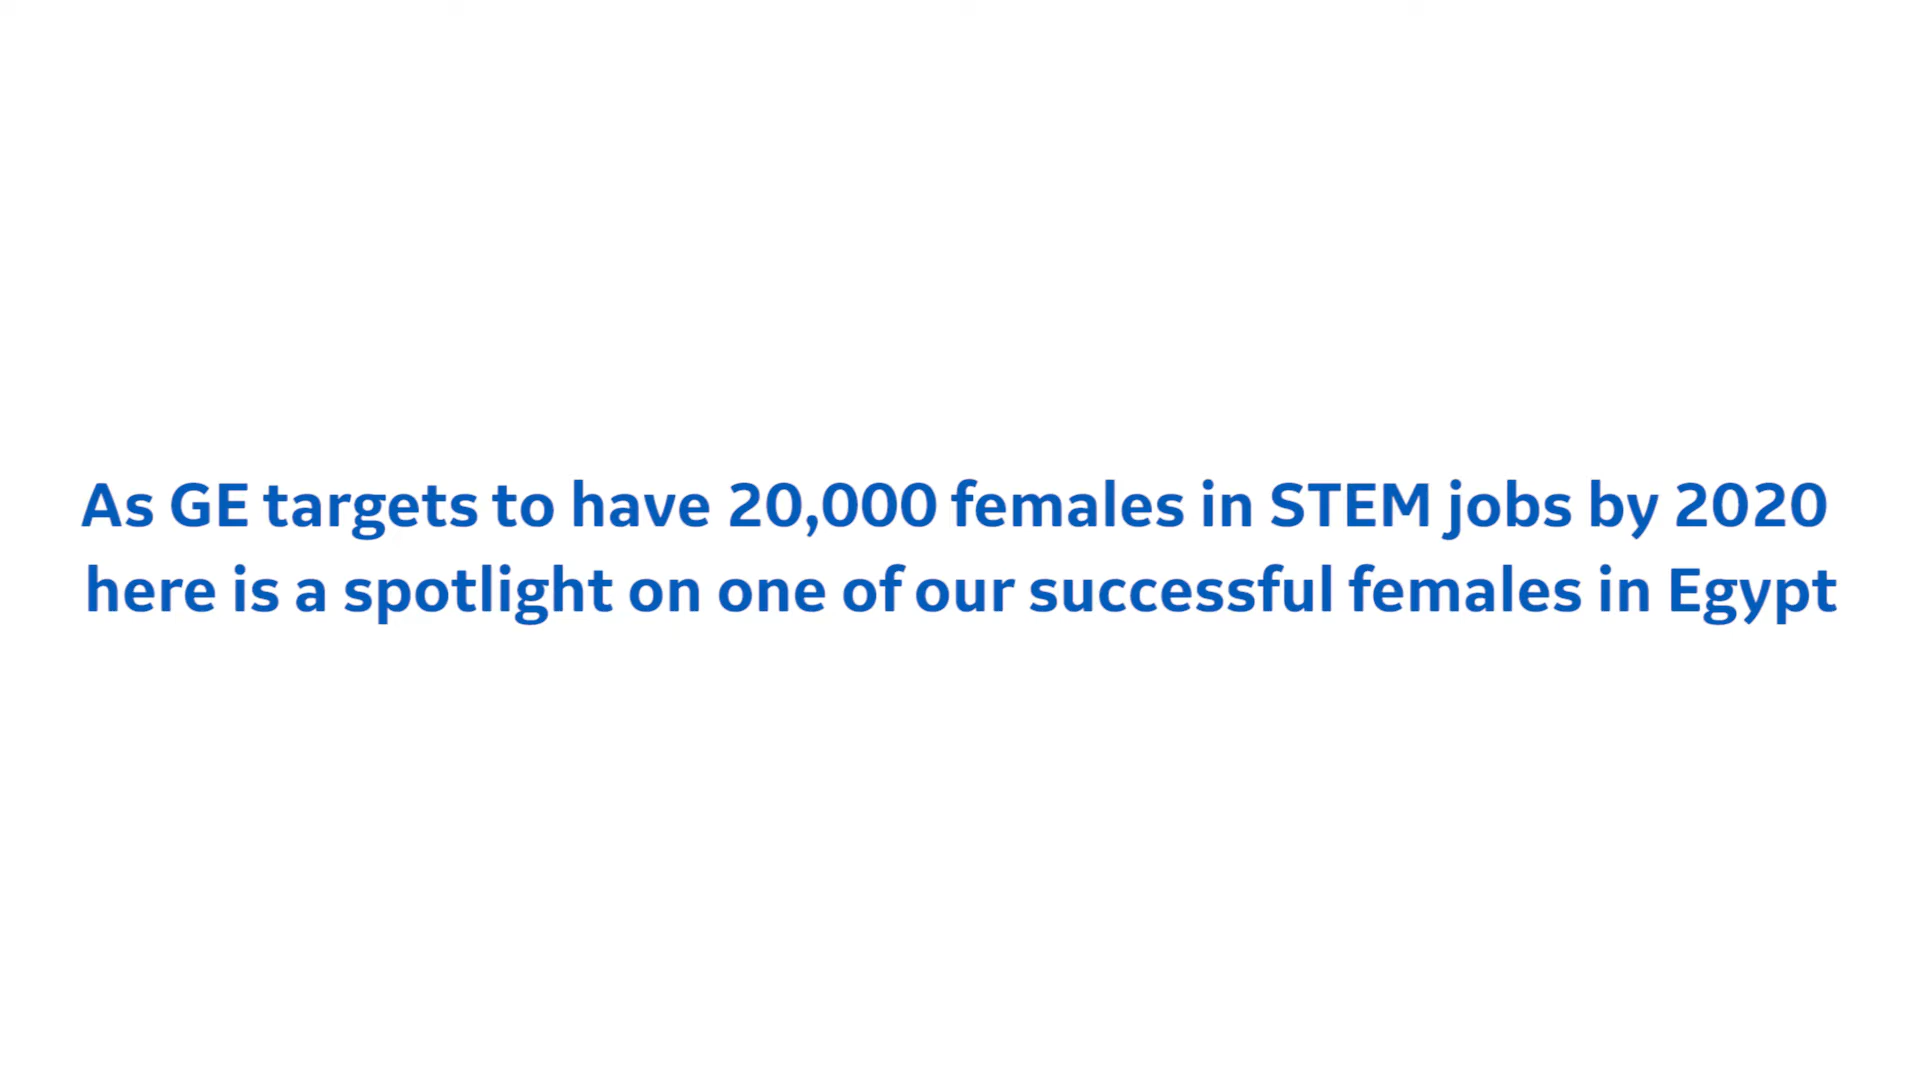 As GE targets to have 20,000 females in STEM jobs by 2020
here is a spotlight on one of our successful females in Egypt